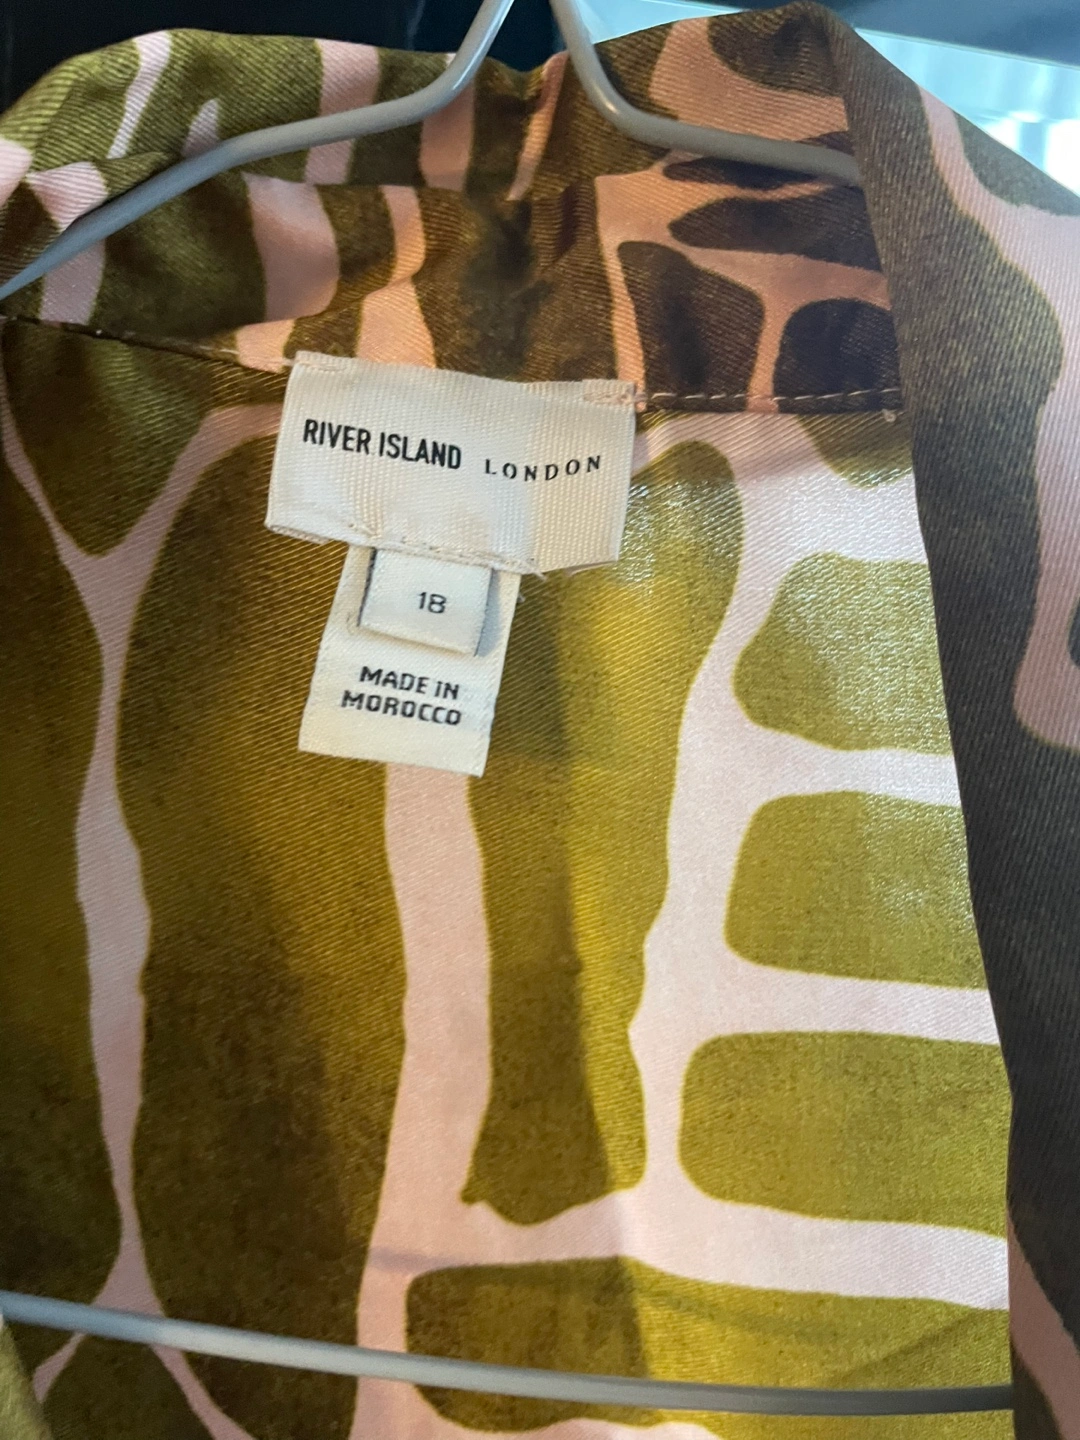 RIVER ISLAND LONDON
18
MADE IN
MOROCCO